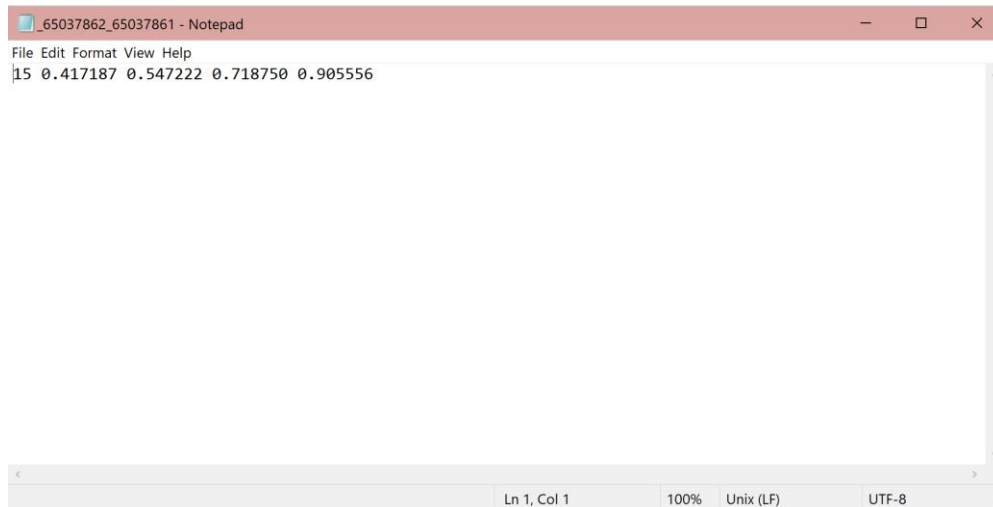 _65037862_65037861 - Notepad
File Edit Format View Help
15 0.417187 0.547222 0.718750 0.905556
Ln 1, Col 1 100% Unix (LF) UTF-8